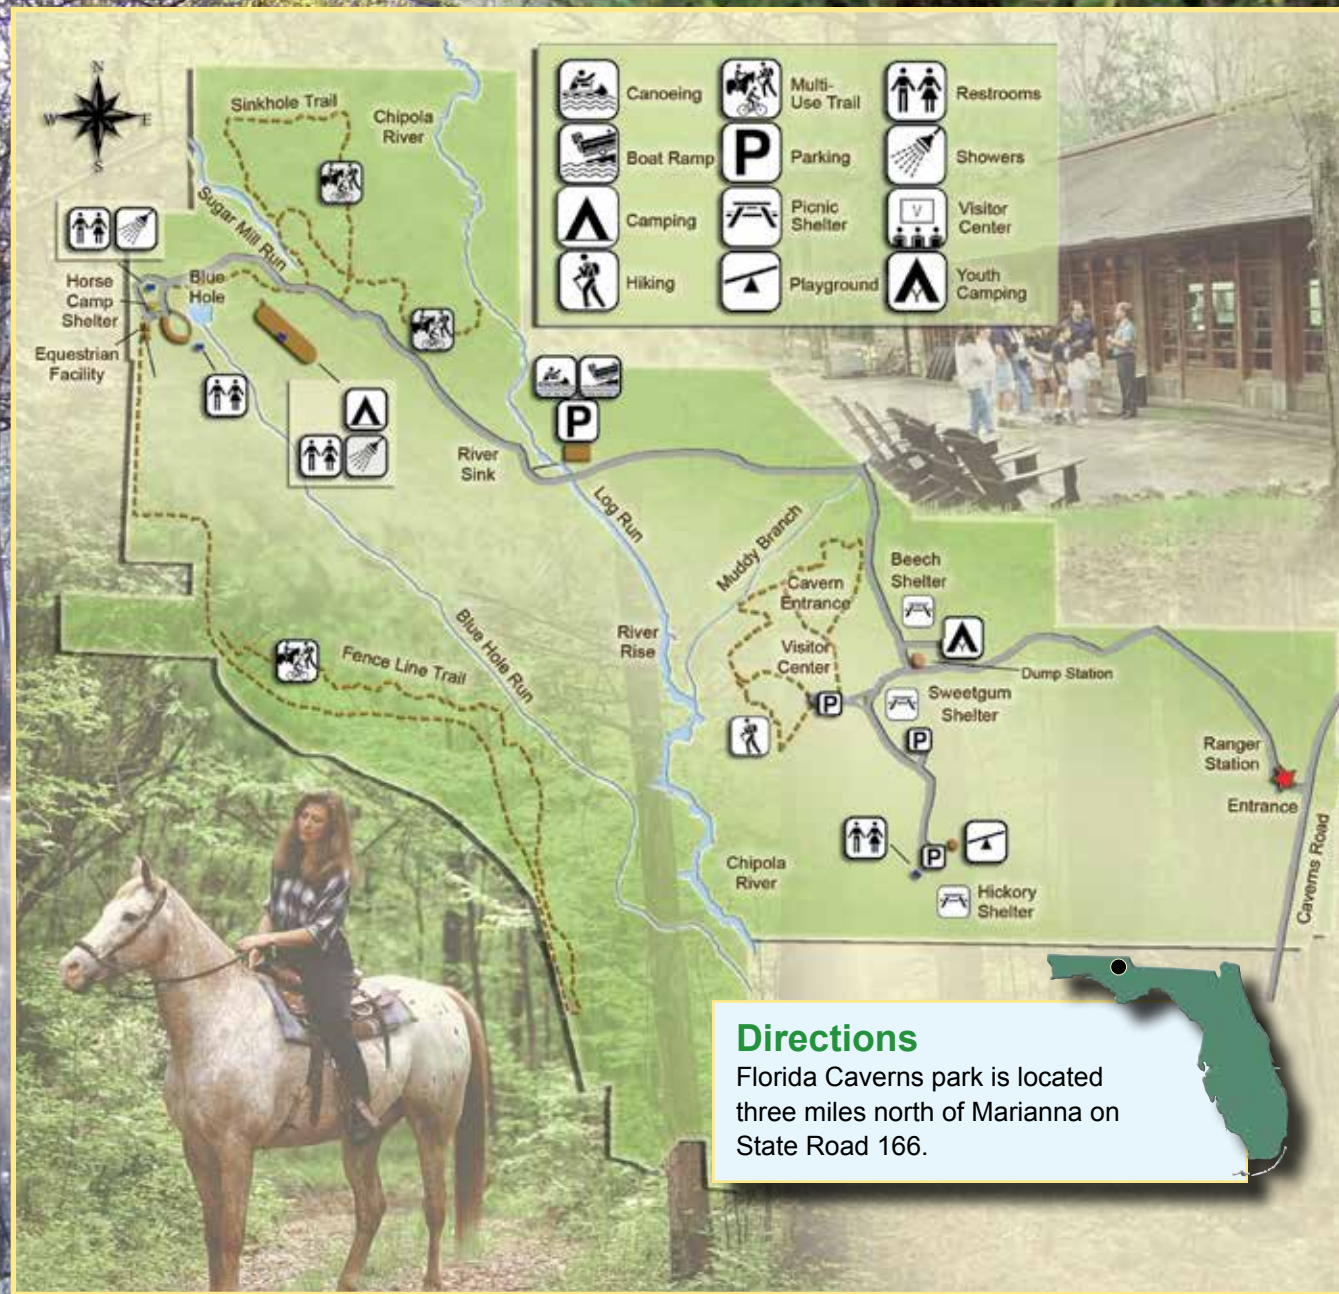 N
W E
S
Sinkhole Trail
Chipola
River
Sugar Mill Run
Horse
Camp
Shelter
Blue
Hole
Equestrian
Facility
Canoeing
Boat Ramp
Camping
Hiking
Multi-
Use Trail
P
Parking
Picnic
Shelter
Playground
Restrooms
Showers
V
Visitor
Center
Youth
Camping
P
River
Sink
Log Run
Muddy Branch
Beech
Shelter
Cavern
Entrance
Visitor
Center
P
River
Rise
Blue Hole Run
Fence Line Trail
Dump Station
Sweetgum
Shelter
P
Ranger
Station
Entrance
Caverns Road
P
Chipola
River
Hickory
Shelter
Directions
Florida Caverns park is located
three miles north of Marianna on
State Road 166.